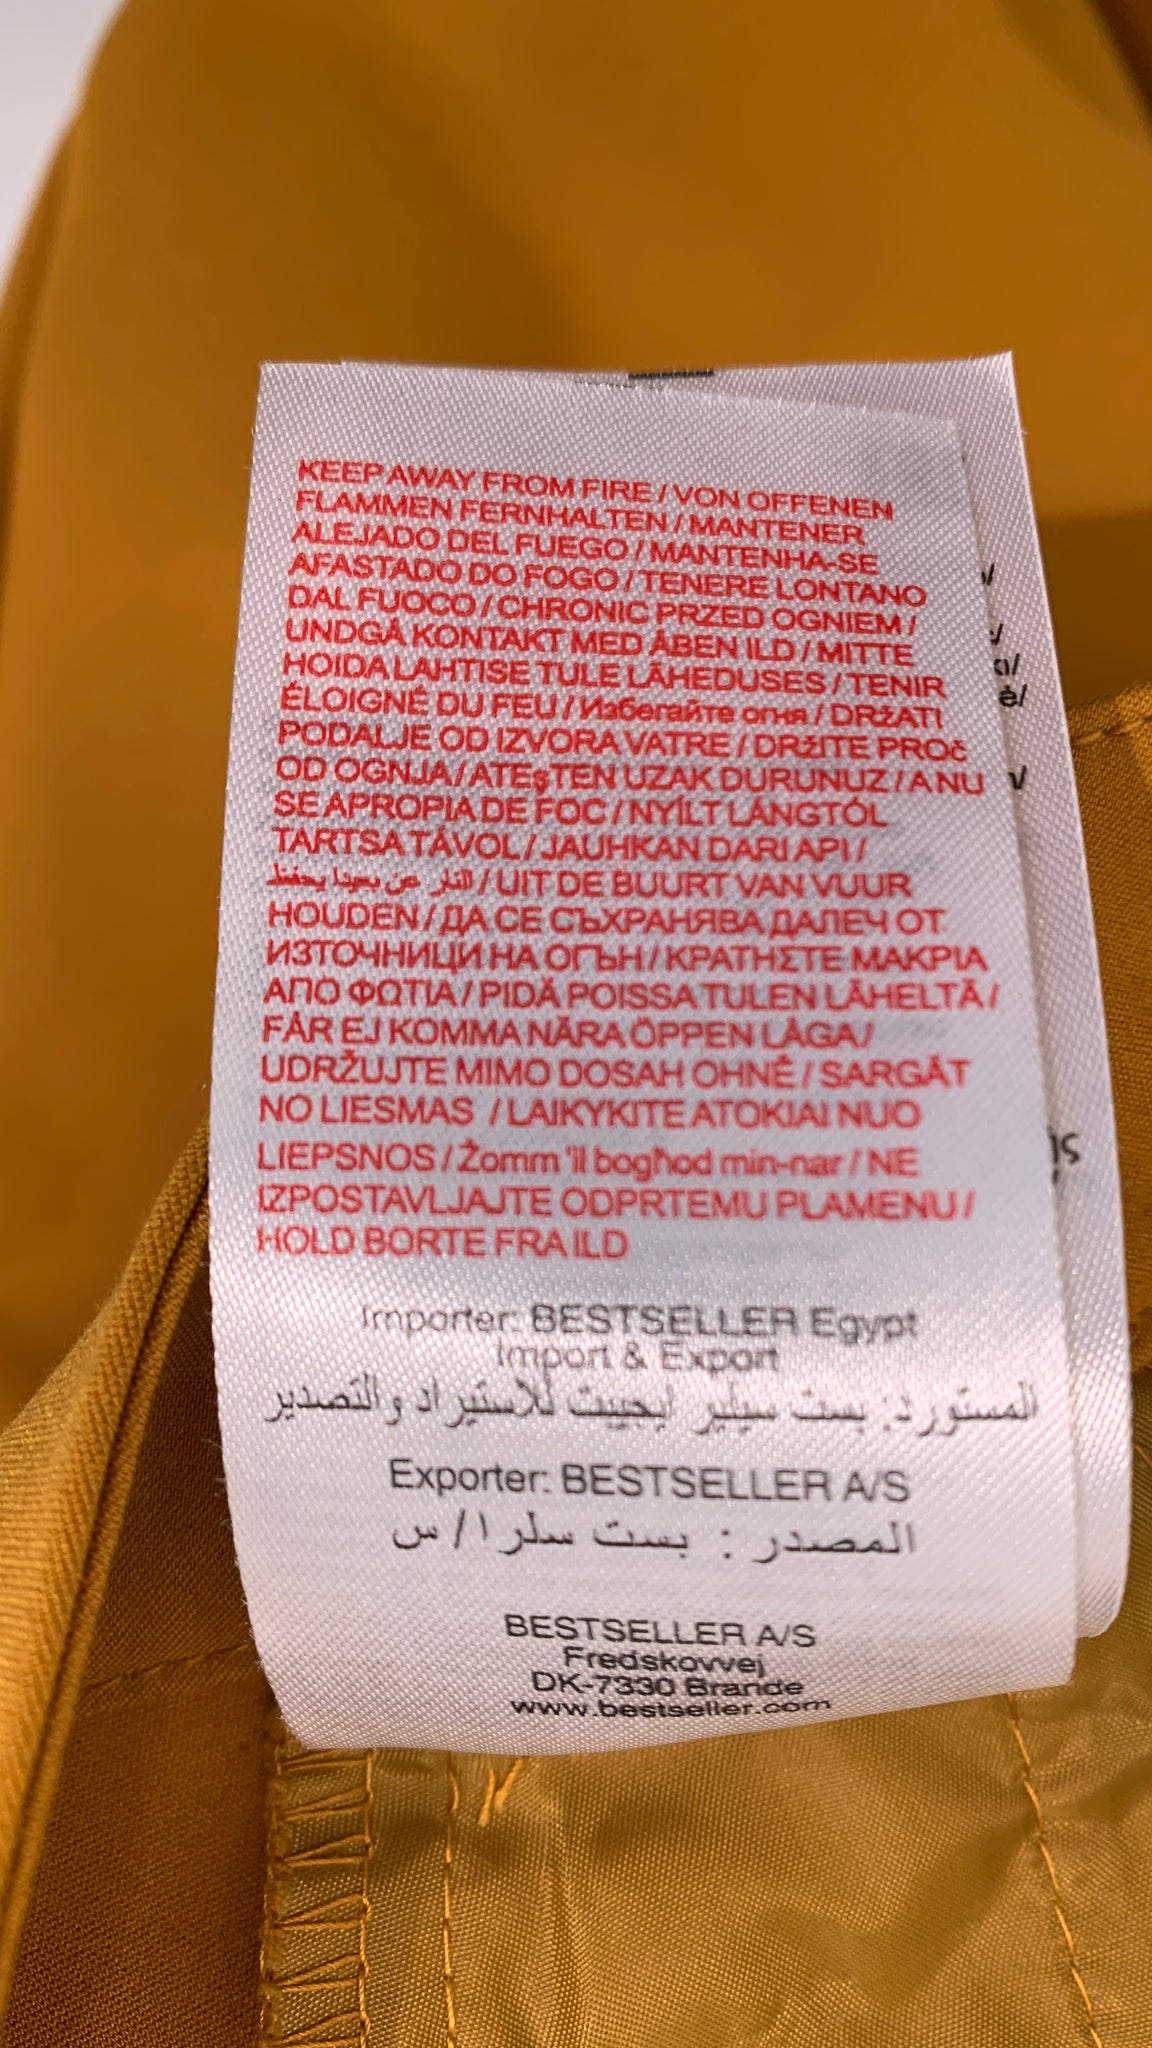 KEEP AWAY FROM FIRE / VON OFFENEN
FLAMMEN FERNHALTEN / MANTENER
ALEJADO DEL FUEGO / MANTENHA-SE
AFASTADO DO FOGO / TENERE LONTANO
DAL FUOCO / CHRONIC PRZED OGNIEM /
UNDGÅ KONTAKT MED ÅBEN ILD / MITTE
HOIDA LAHTISE TULE LÄHEDUSES / TENIR
ÉLOIGNÉ DU FEU / Избегайте огня / DRŽATI
PODALJE OD IZVORA VATRE / DRŽITE PROč
OD OGNJA / ATEşTEN UZAK DURUNUZ / A NU
SE APROPIA DE FOC / NYÍLT LÁNGTÓL
TARTSA TÁVOL / JAUHKAN DARI API /
النار عن بعيدا يحفظ / UIT DE BUURT VAN VUUR
HOUDEN / ДА СЕ СЪХРАНЯВА ДАЛЕЧ ОТ
ИЗТОЧНИЦИ НА ОГЪН / ΚΡΑΤΗΣΤΕ ΜΑΚΡΙΑ
ΑΠΟ ΦΩΤΙΑ / PIDÄ POISSA TULEN LÄHELTÄ /
FÅR EJ KOMMA NÄRA ÖPPEN LÅGA /
UDRŽUJTE MIMO DOSAH OHNĚ / SARGĀT
NO LIESMAS / LAIKYKITE ATOKIAI NUO
LIEPSNOS / Żomm 'il bogħod min-nar / NE
IZPOSTAVLJAJTE ODPRTEMU PLAMENU /
HOLD BORTE FRA ILD
Importer: BESTSELLER Egypt
Import & Export
المستورد: بست سيلير ايجيبت للاستيراد والتصدير
Exporter: BESTSELLER A/S
المصدر : بست سلر ا/ س
BESTSELLER A/S
Fredskovvej
DK-7330 Brande
www.bestseller.com